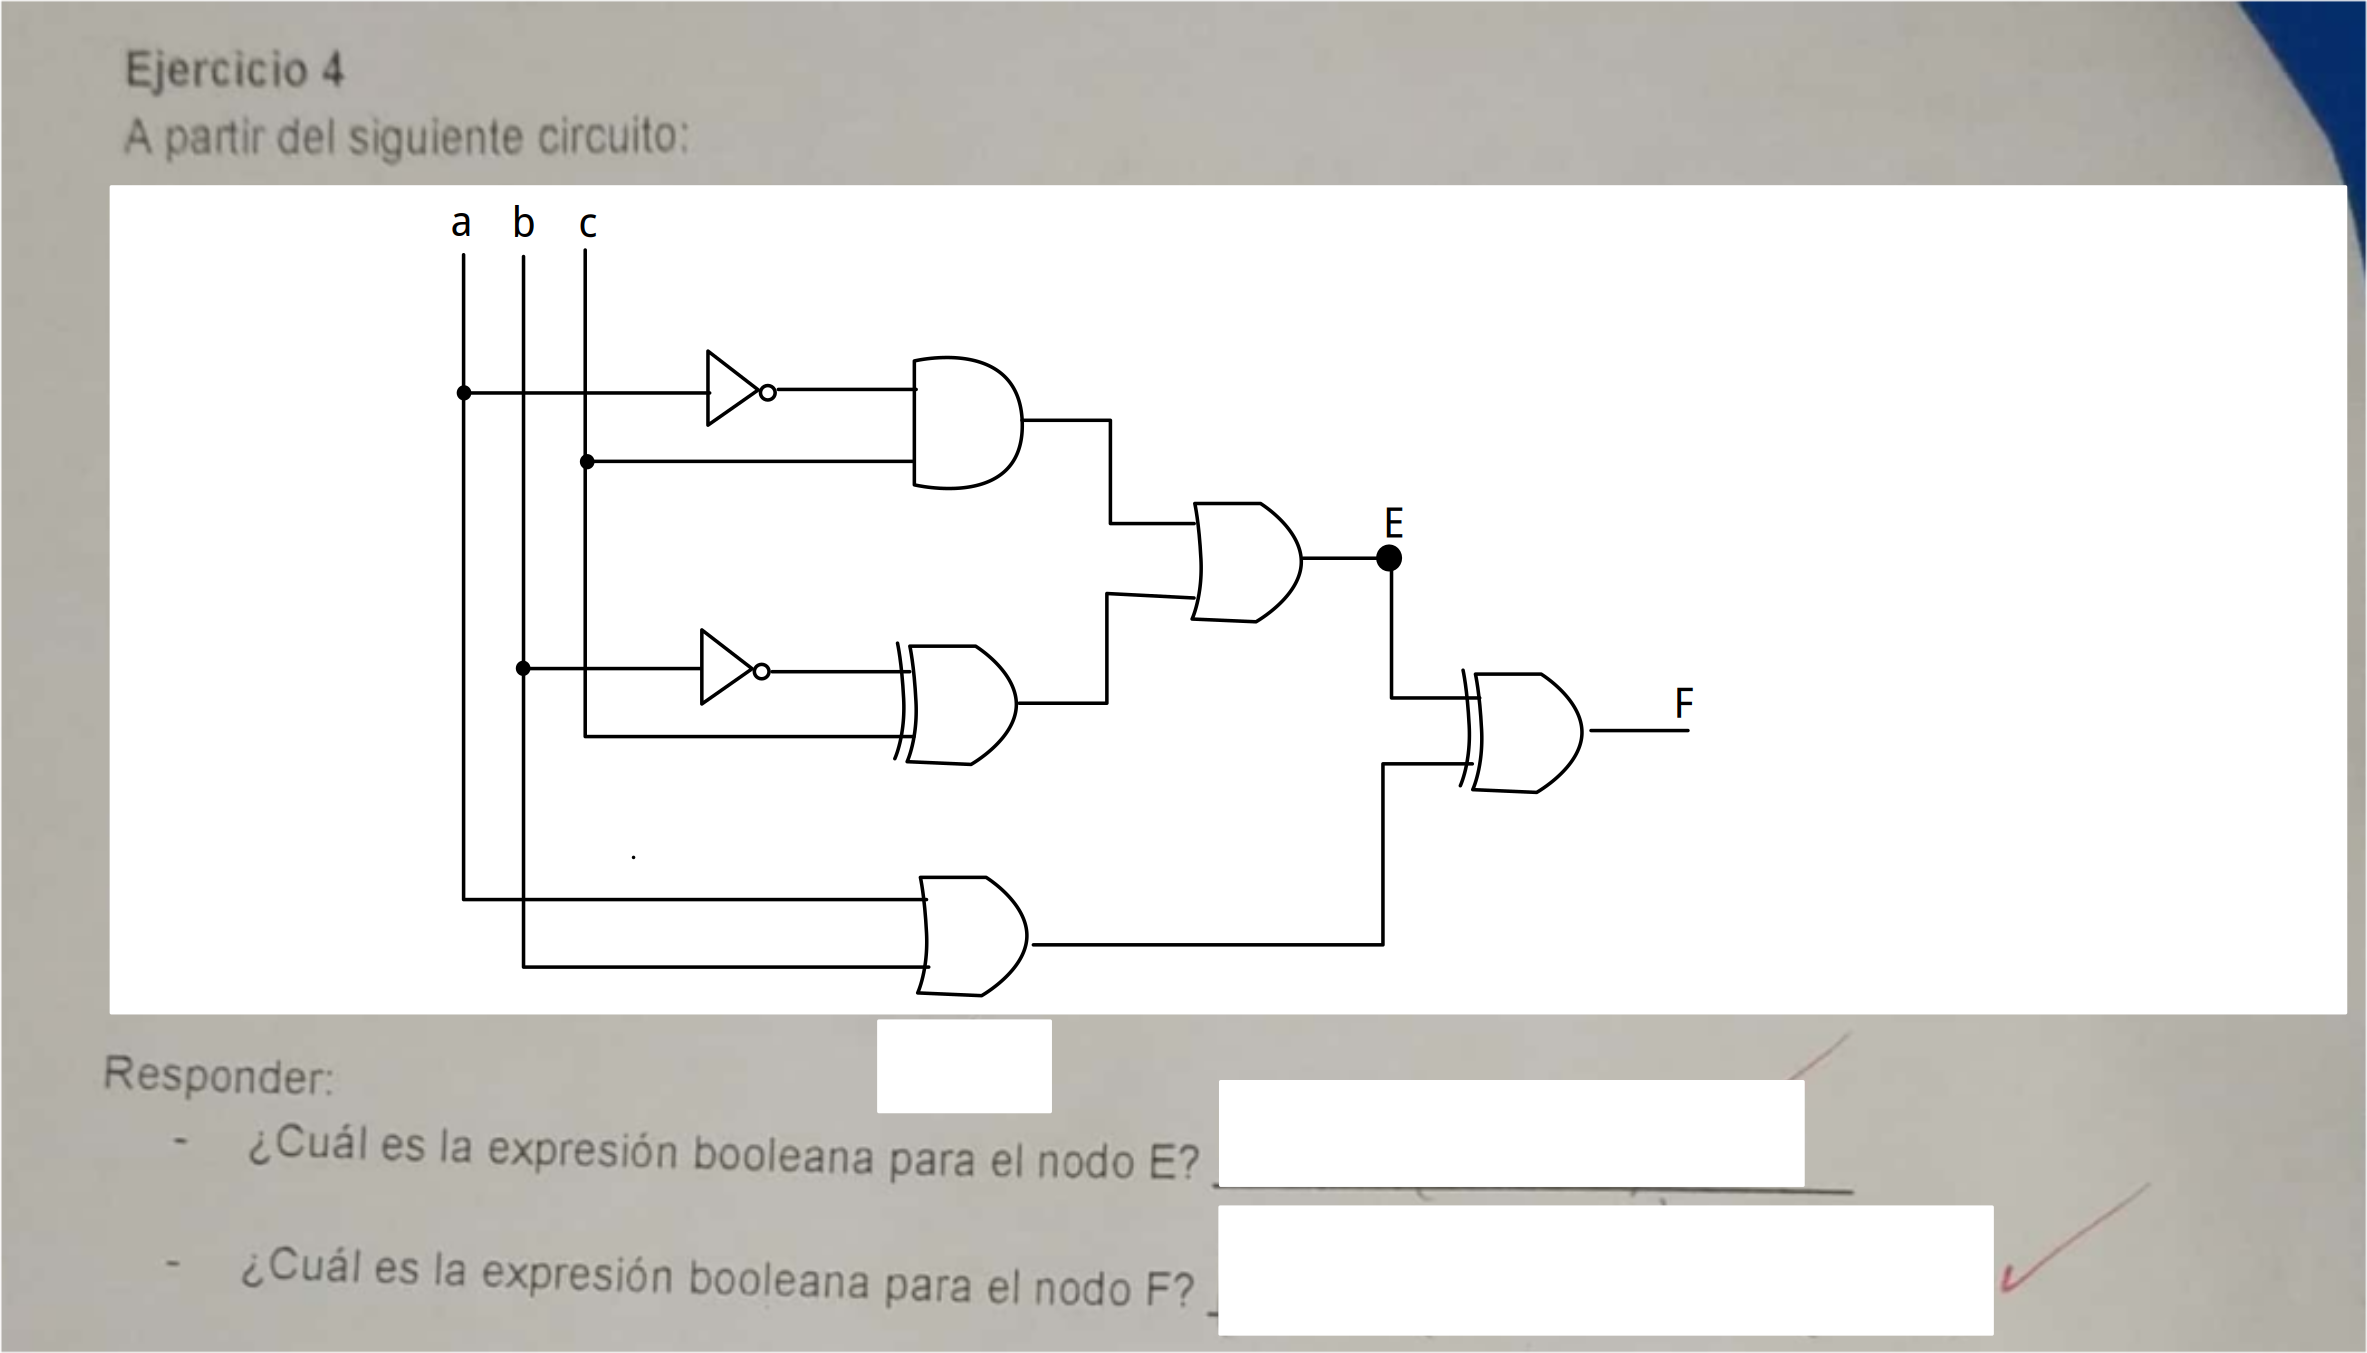 Ejercicio 4
A partir del siguiente circuito:
a b c
E
F
Responder:
- ¿Cuál es la expresión booleana para el nodo E?
- ¿Cuál es la expresión booleana para el nodo F?